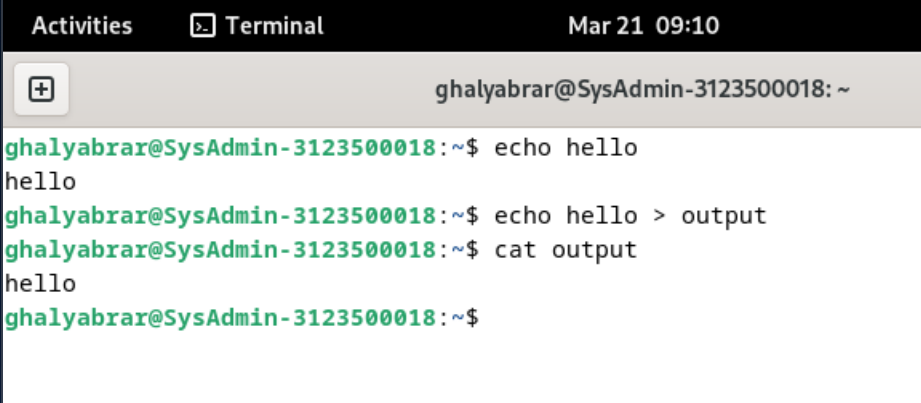 Activities Terminal Mar 21 09:10
ghalyabrar@SysAdmin-3123500018: ~
ghalyabrar@SysAdmin-3123500018:~$ echo hello
hello
ghalyabrar@SysAdmin-3123500018:~$ echo hello > output
ghalyabrar@SysAdmin-3123500018:~$ cat output
hello
ghalyabrar@SysAdmin-3123500018:~$